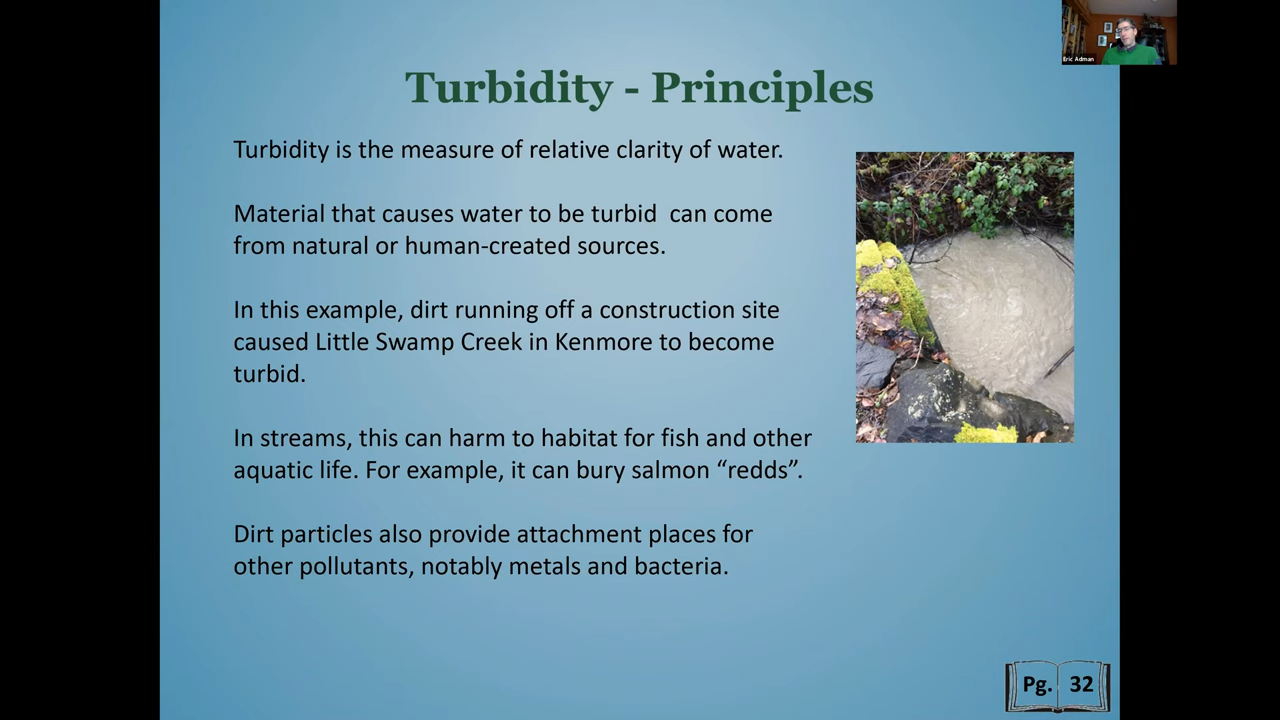 Eric Adman
Turbidity - Principles
Turbidity is the measure of relative clarity of water.
Material that causes water to be turbid  can come
from natural or human-created sources.
In this example, dirt running off a construction site
caused Little Swamp Creek in Kenmore to become
turbid.
In streams, this can harm to habitat for fish and other
aquatic life. For example, it can bury salmon “redds”.
Dirt particles also provide attachment places for
other pollutants, notably metals and bacteria.
Pg. 32